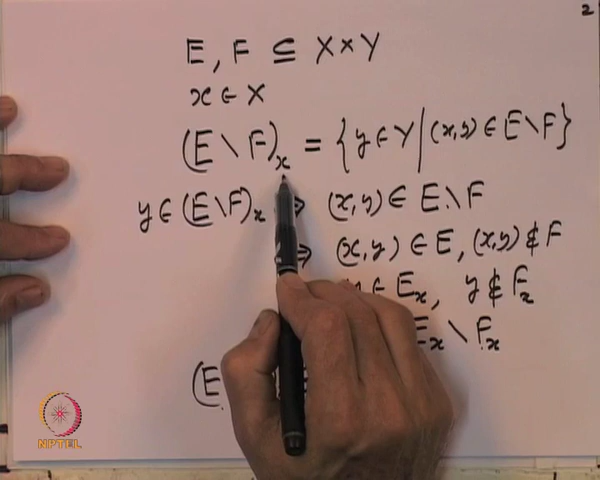 2
E, F ⊆ X × Y
x ∈ X
(E \ F)ₓ = { y ∈ Y | (x,y) ∈ E \ F }
y ∈ (E \ F)ₓ ⇒ (x,y) ∈ E \ F
⇒ (x,y) ∈ E, (x,y) ∉ F
∈ Eₓ, y ∉ Fₓ
Eₓ \ Fₓ
(E
NPTEL